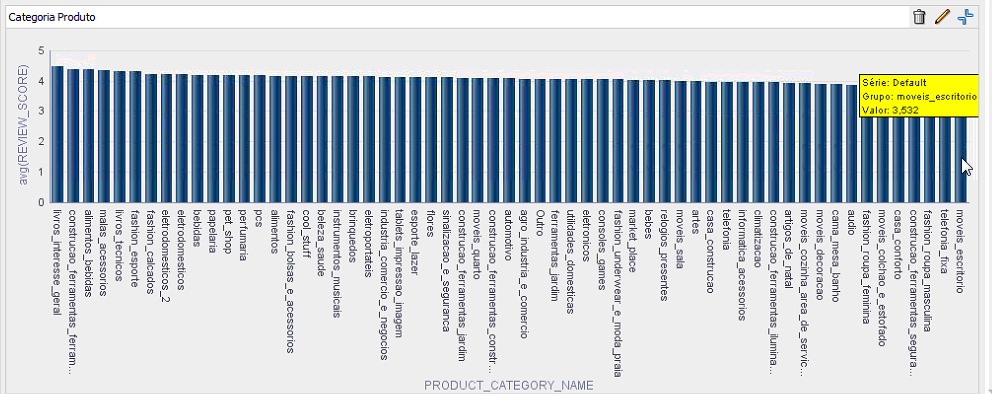 Categoria Produto
5
4
3
2
1
0
avg(REVIEW_SCORE)
Série: Default
Grupo: moveis_escritorio
Valor: 3,532
livros_interesse_geral
construcao_ferramentas_ferram...
alimentos_bebidas
malas_acessorios
livros_tecnicos
fashion_esporte
fashion_calcados
eletrodomesticos_2
eletrodomesticos
bebidas
papelaria
pet_shop
perfumaria
pcs
alimentos
fashion_bolsas_e_acessorios
cool_stuff
beleza_saude
instrumentos_musicais
brinquedos
eletroportateis
industria_comercio_e_negocios
tablets_impressao_imagem
esporte_lazer
flores
sinalizacao_e_seguranca
construcao_ferramentas_jardim
moveis_quarto
construcao_ferramentas_constr...
automotivo
agro_industria_e_comercio
Outro
ferramentas_jardim
utilidades_domesticas
eletronicos
consoles_games
fashion_underwear_e_moda_praia
market_place
bebes
relogios_presentes
moveis_sala
artes
casa_construcao
telefonia
informatica_acessorios
climatizacao
construcao_ferramentas_ilumina...
artigos_de_natal
moveis_cozinha_area_de_servic...
moveis_decoracao
cama_mesa_banho
audio
fashion_roupa_feminina
moveis_colchao_e_estofado
casa_conforto
construcao_ferramentas_segura...
fashion_roupa_masculina
telefonia_fixa
moveis_escritorio
PRODUCT_CATEGORY_NAME